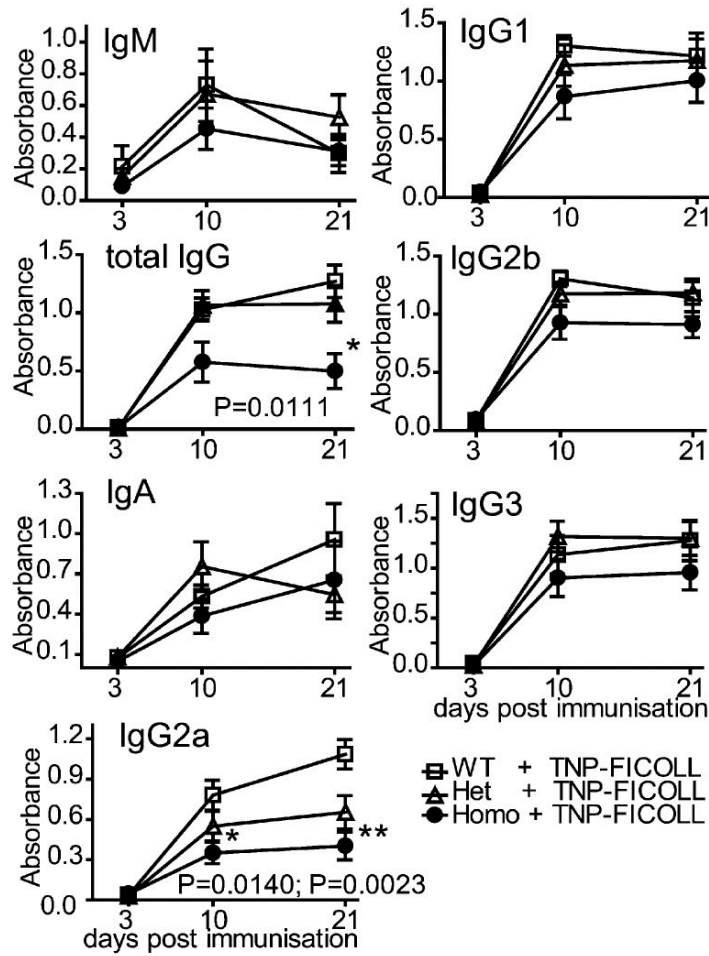 IgM
Absorbance
1.0
0.8
0.6
0.4
0.2
0.0
3 10 21
IgG1
Absorbance
1.5
1.0
0.5
0.0
3 10 21
total IgG
Absorbance
1.5
1.0
0.5
0.0
*
P=0.0111
3 10 21
IgG2b
Absorbance
1.5
1.0
0.5
0.0
3 10 21
IgA
Absorbance
1.3
1.0
0.7
0.4
0.1
3 10 21
IgG3
Absorbance
1.5
1.0
0.5
0.0
3 10 21
days post immunisation
IgG2a
Absorbance
1.2
0.9
0.6
0.3
0.0
*
**
P=0.0140; P=0.0023
3 10 21
days post immunisation
WT + TNP-FICOLL
Het + TNP-FICOLL
Homo + TNP-FICOLL